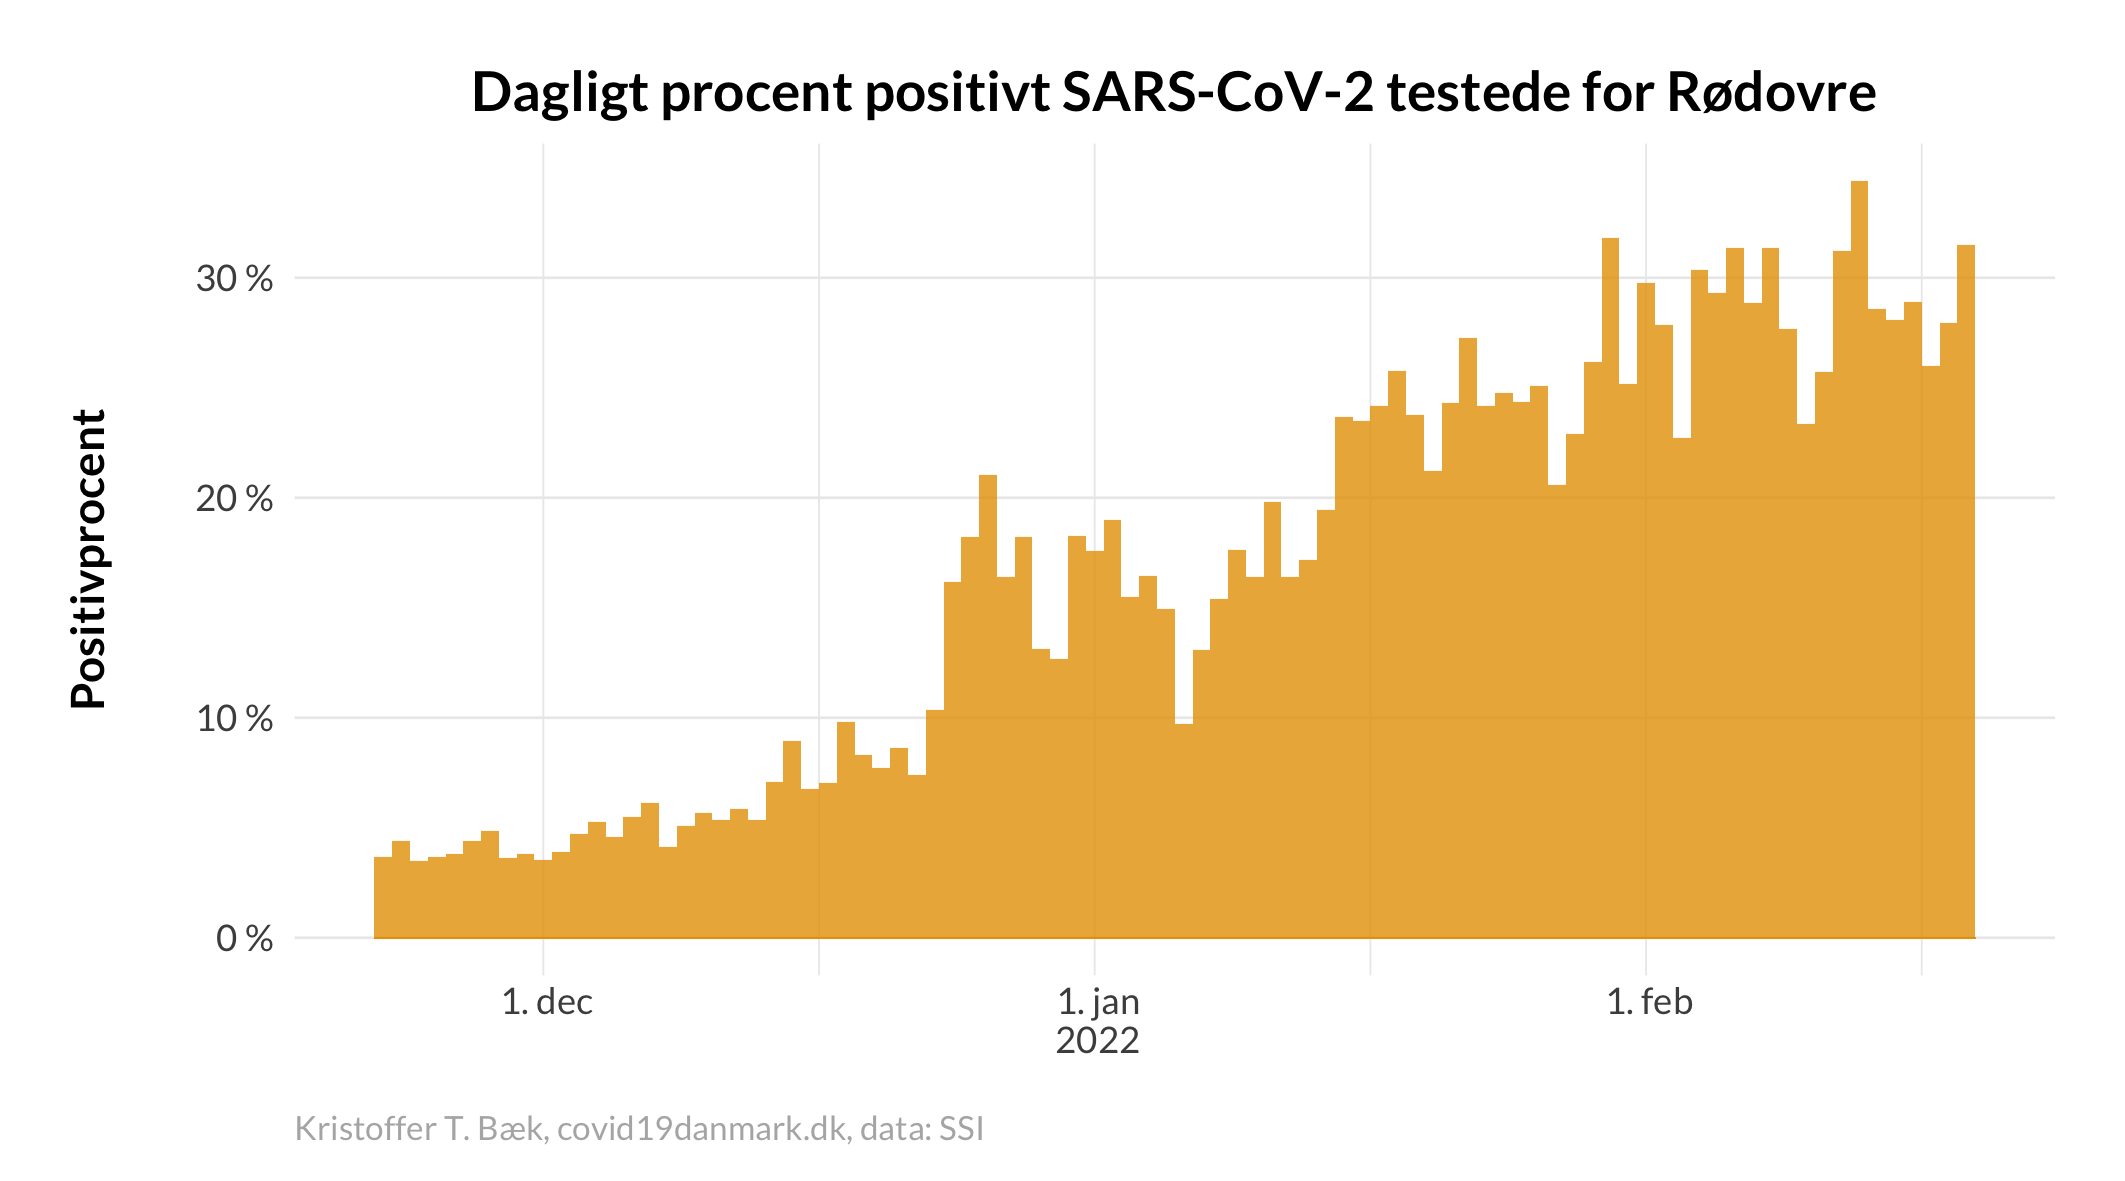 Dagligt procent positivt SARS-CoV-2 testede for Rødovre
Positivprocent
30 %
20 %
10 %
0 %
1. dec
1. jan
2022
1. feb
Kristoffer T. Bæk, covid19danmark.dk, data: SSI